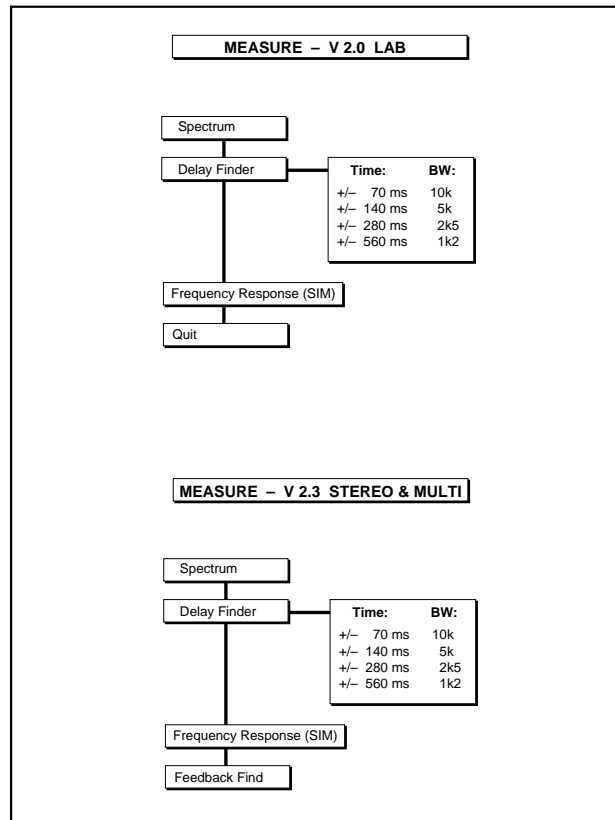 MEASURE – V 2.0 LAB
Spectrum
Delay Finder
Time: BW:
+/– 70 ms 10k
+/– 140 ms 5k
+/– 280 ms 2k5
+/– 560 ms 1k2
Frequency Response (SIM)
Quit
MEASURE – V 2.3 STEREO & MULTI
Spectrum
Delay Finder
Time: BW:
+/– 70 ms 10k
+/– 140 ms 5k
+/– 280 ms 2k5
+/– 560 ms 1k2
Frequency Response (SIM)
Feedback Find